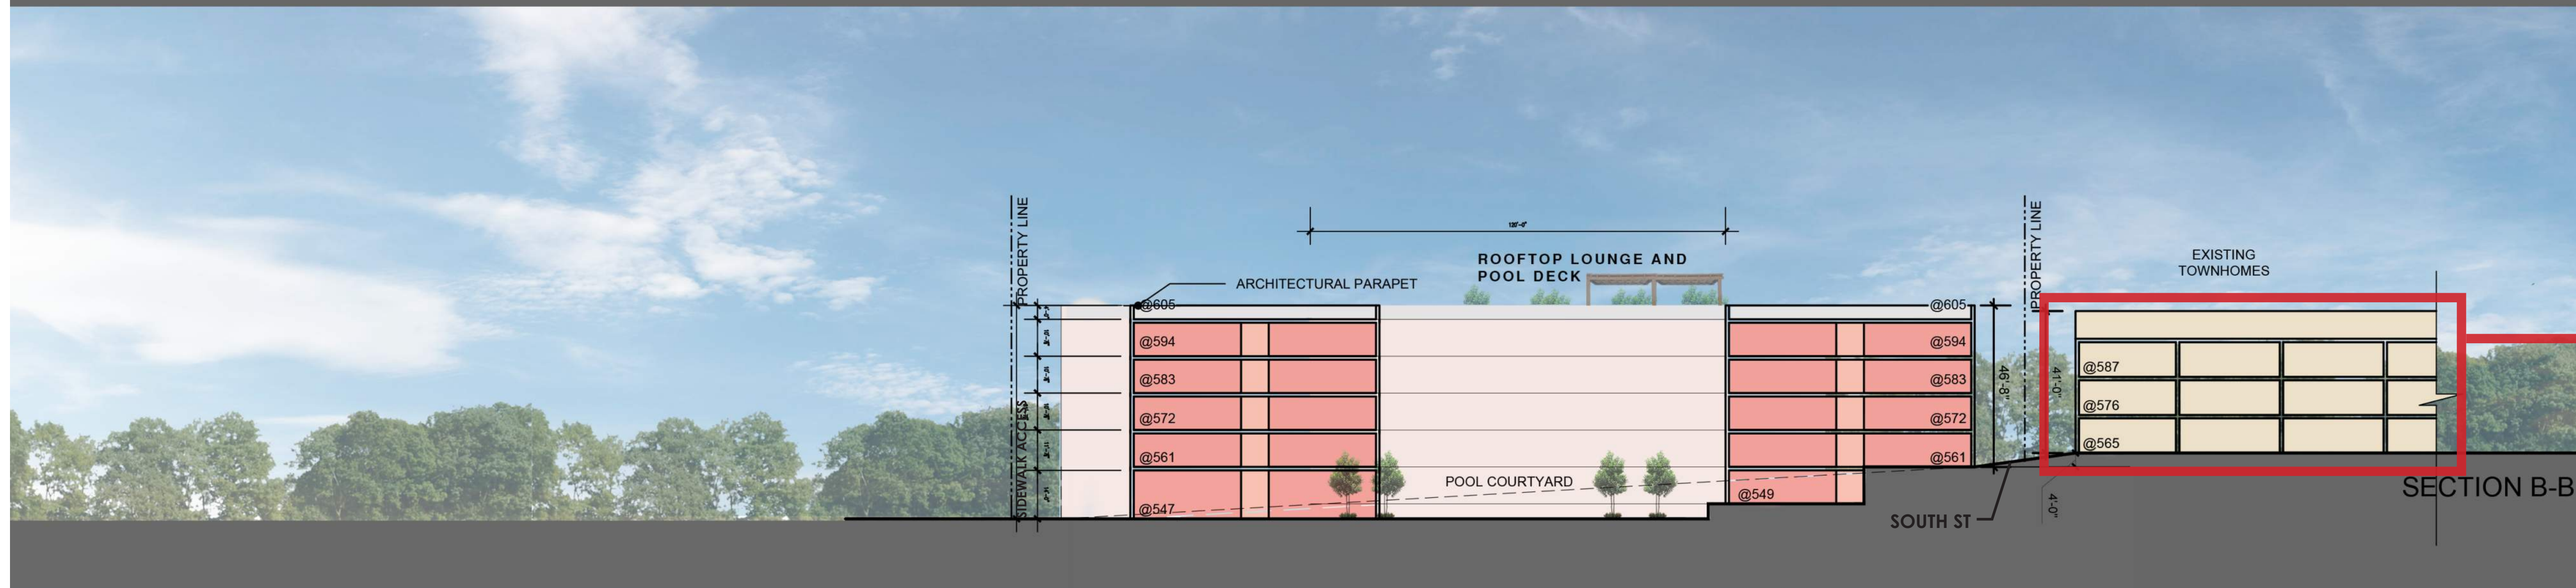 PROPERTY LINE
SIDEWALK ACCESS
ARCHITECTURAL PARAPET
120'-0"
ROOFTOP LOUNGE AND
POOL DECK
@605
@594
@583
@572
@561
@547
POOL COURTYARD
@605
@594
@583
@572
@561
@549
46'-8"
PROPERTY LINE
41'-0"
4'-0"
SOUTH ST
EXISTING
TOWNHOMES
@587
@576
@565
SECTION B-B